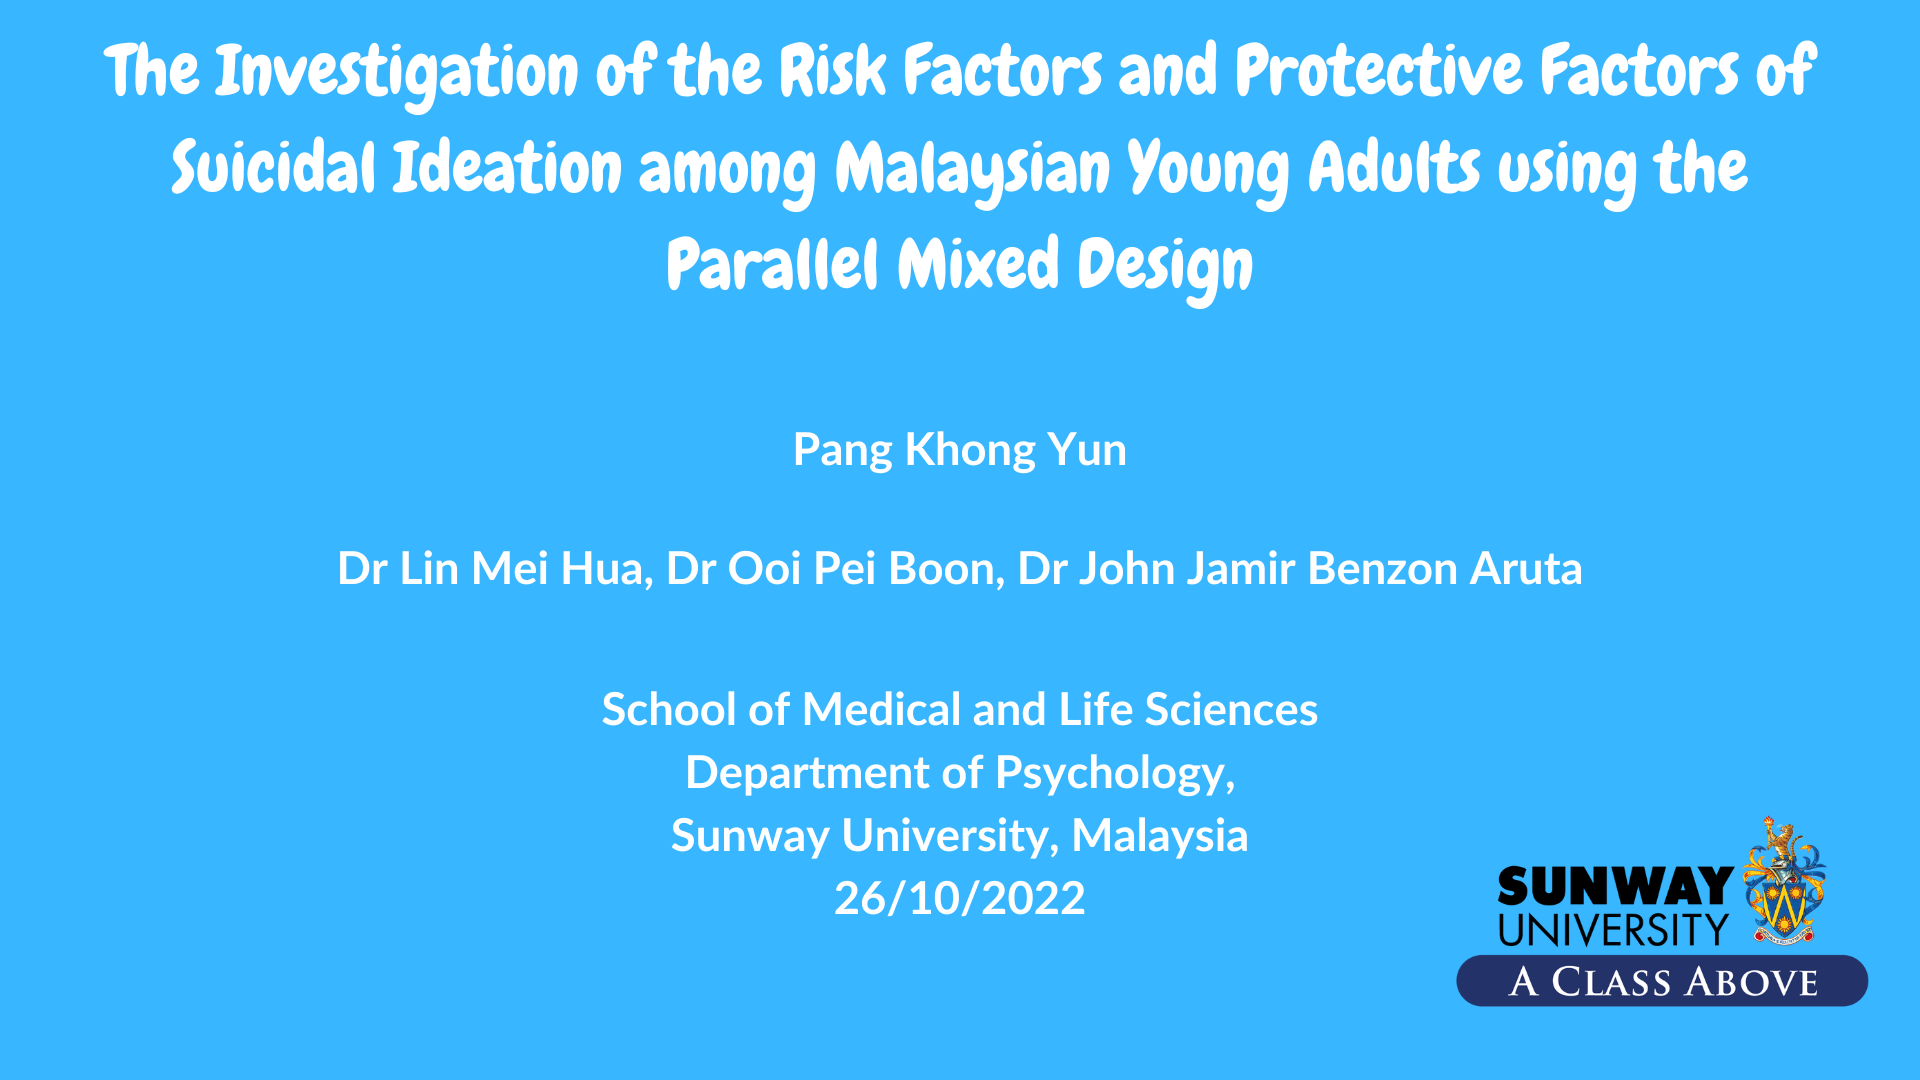 The Investigation of the Risk Factors and Protective Factors of
Suicidal Ideation among Malaysian Young Adults using the
Parallel Mixed Design
Pang Khong Yun
Dr Lin Mei Hua, Dr Ooi Pei Boon, Dr John Jamir Benzon Aruta
School of Medical and Life Sciences
Department of Psychology,
Sunway University, Malaysia
26/10/2022
SUNWAY
UNIVERSITY
A CLASS ABOVE